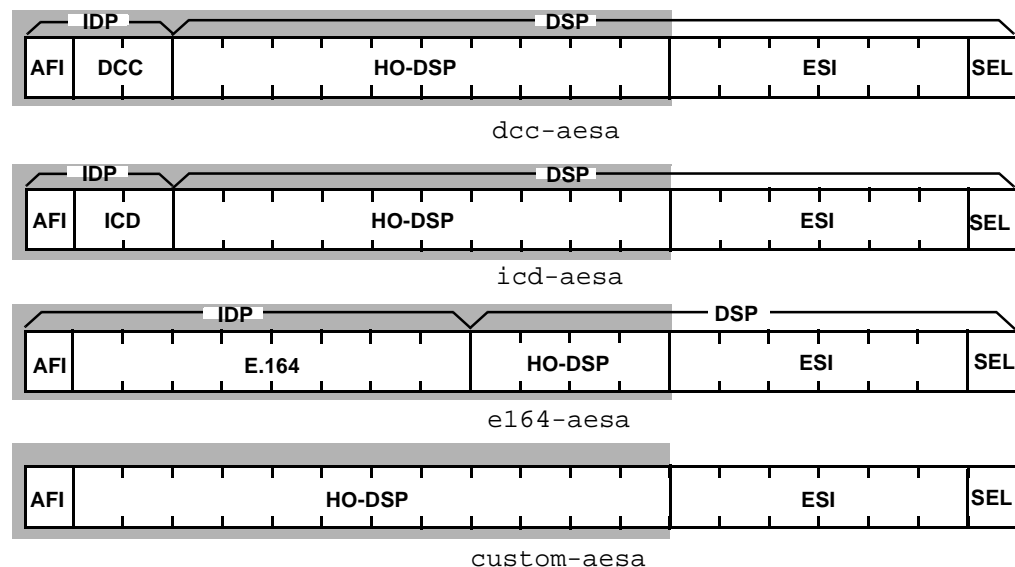 IDP DSP
AFI DCC HO-DSP ESI SEL
dcc-aesa
IDP DSP
AFI ICD HO-DSP ESI SEL
icd-aesa
IDP DSP
AFI E.164 HO-DSP ESI SEL
e164-aesa
AFI HO-DSP ESI SEL
custom-aesa